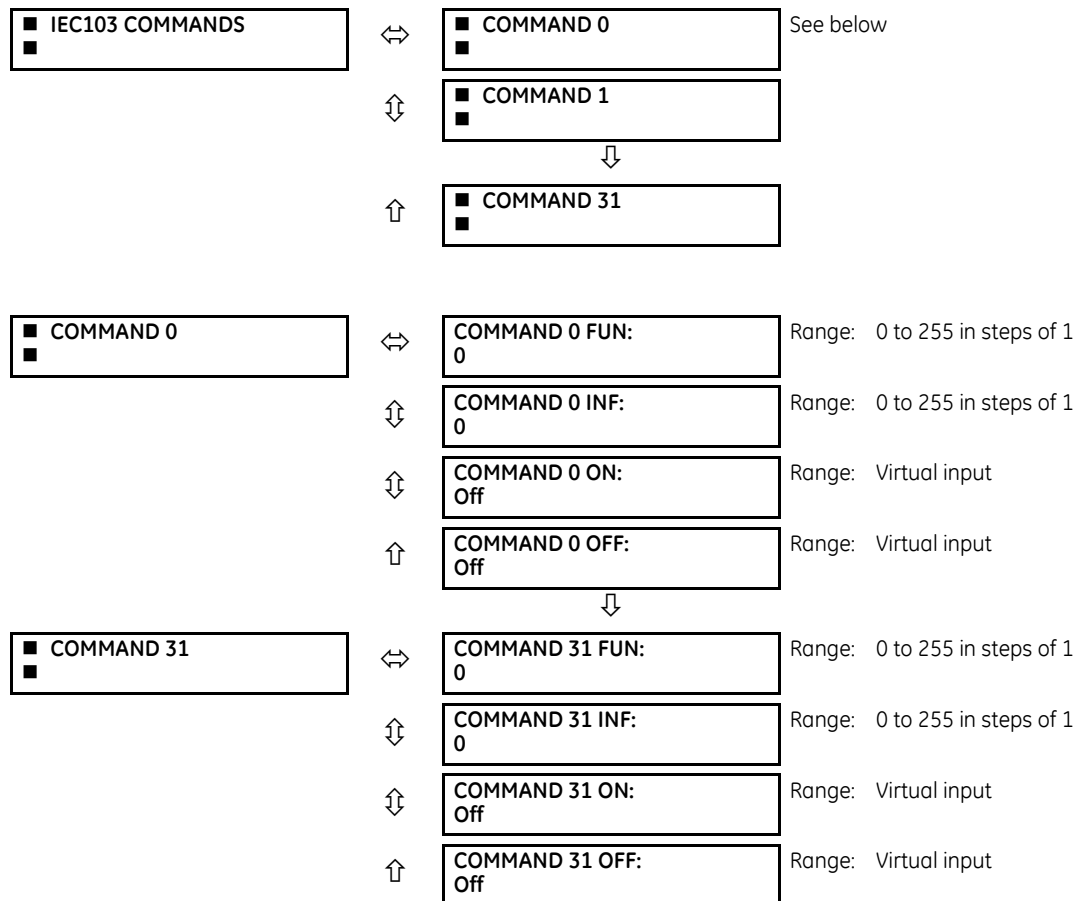 ■ IEC103 COMMANDS
■
⇔
■ COMMAND 0
■
See below
⇕
■ COMMAND 1
■
⇩
⇧
■ COMMAND 31
■
■ COMMAND 0
■
⇔
COMMAND 0 FUN:
0
Range: 0 to 255 in steps of 1
⇕
COMMAND 0 INF:
0
Range: 0 to 255 in steps of 1
⇕
COMMAND 0 ON:
Off
Range: Virtual input
⇧
COMMAND 0 OFF:
Off
Range: Virtual input
⇩
■ COMMAND 31
■
⇔
COMMAND 31 FUN:
0
Range: 0 to 255 in steps of 1
⇕
COMMAND 31 INF:
0
Range: 0 to 255 in steps of 1
⇕
COMMAND 31 ON:
Off
Range: Virtual input
⇧
COMMAND 31 OFF:
Off
Range: Virtual input